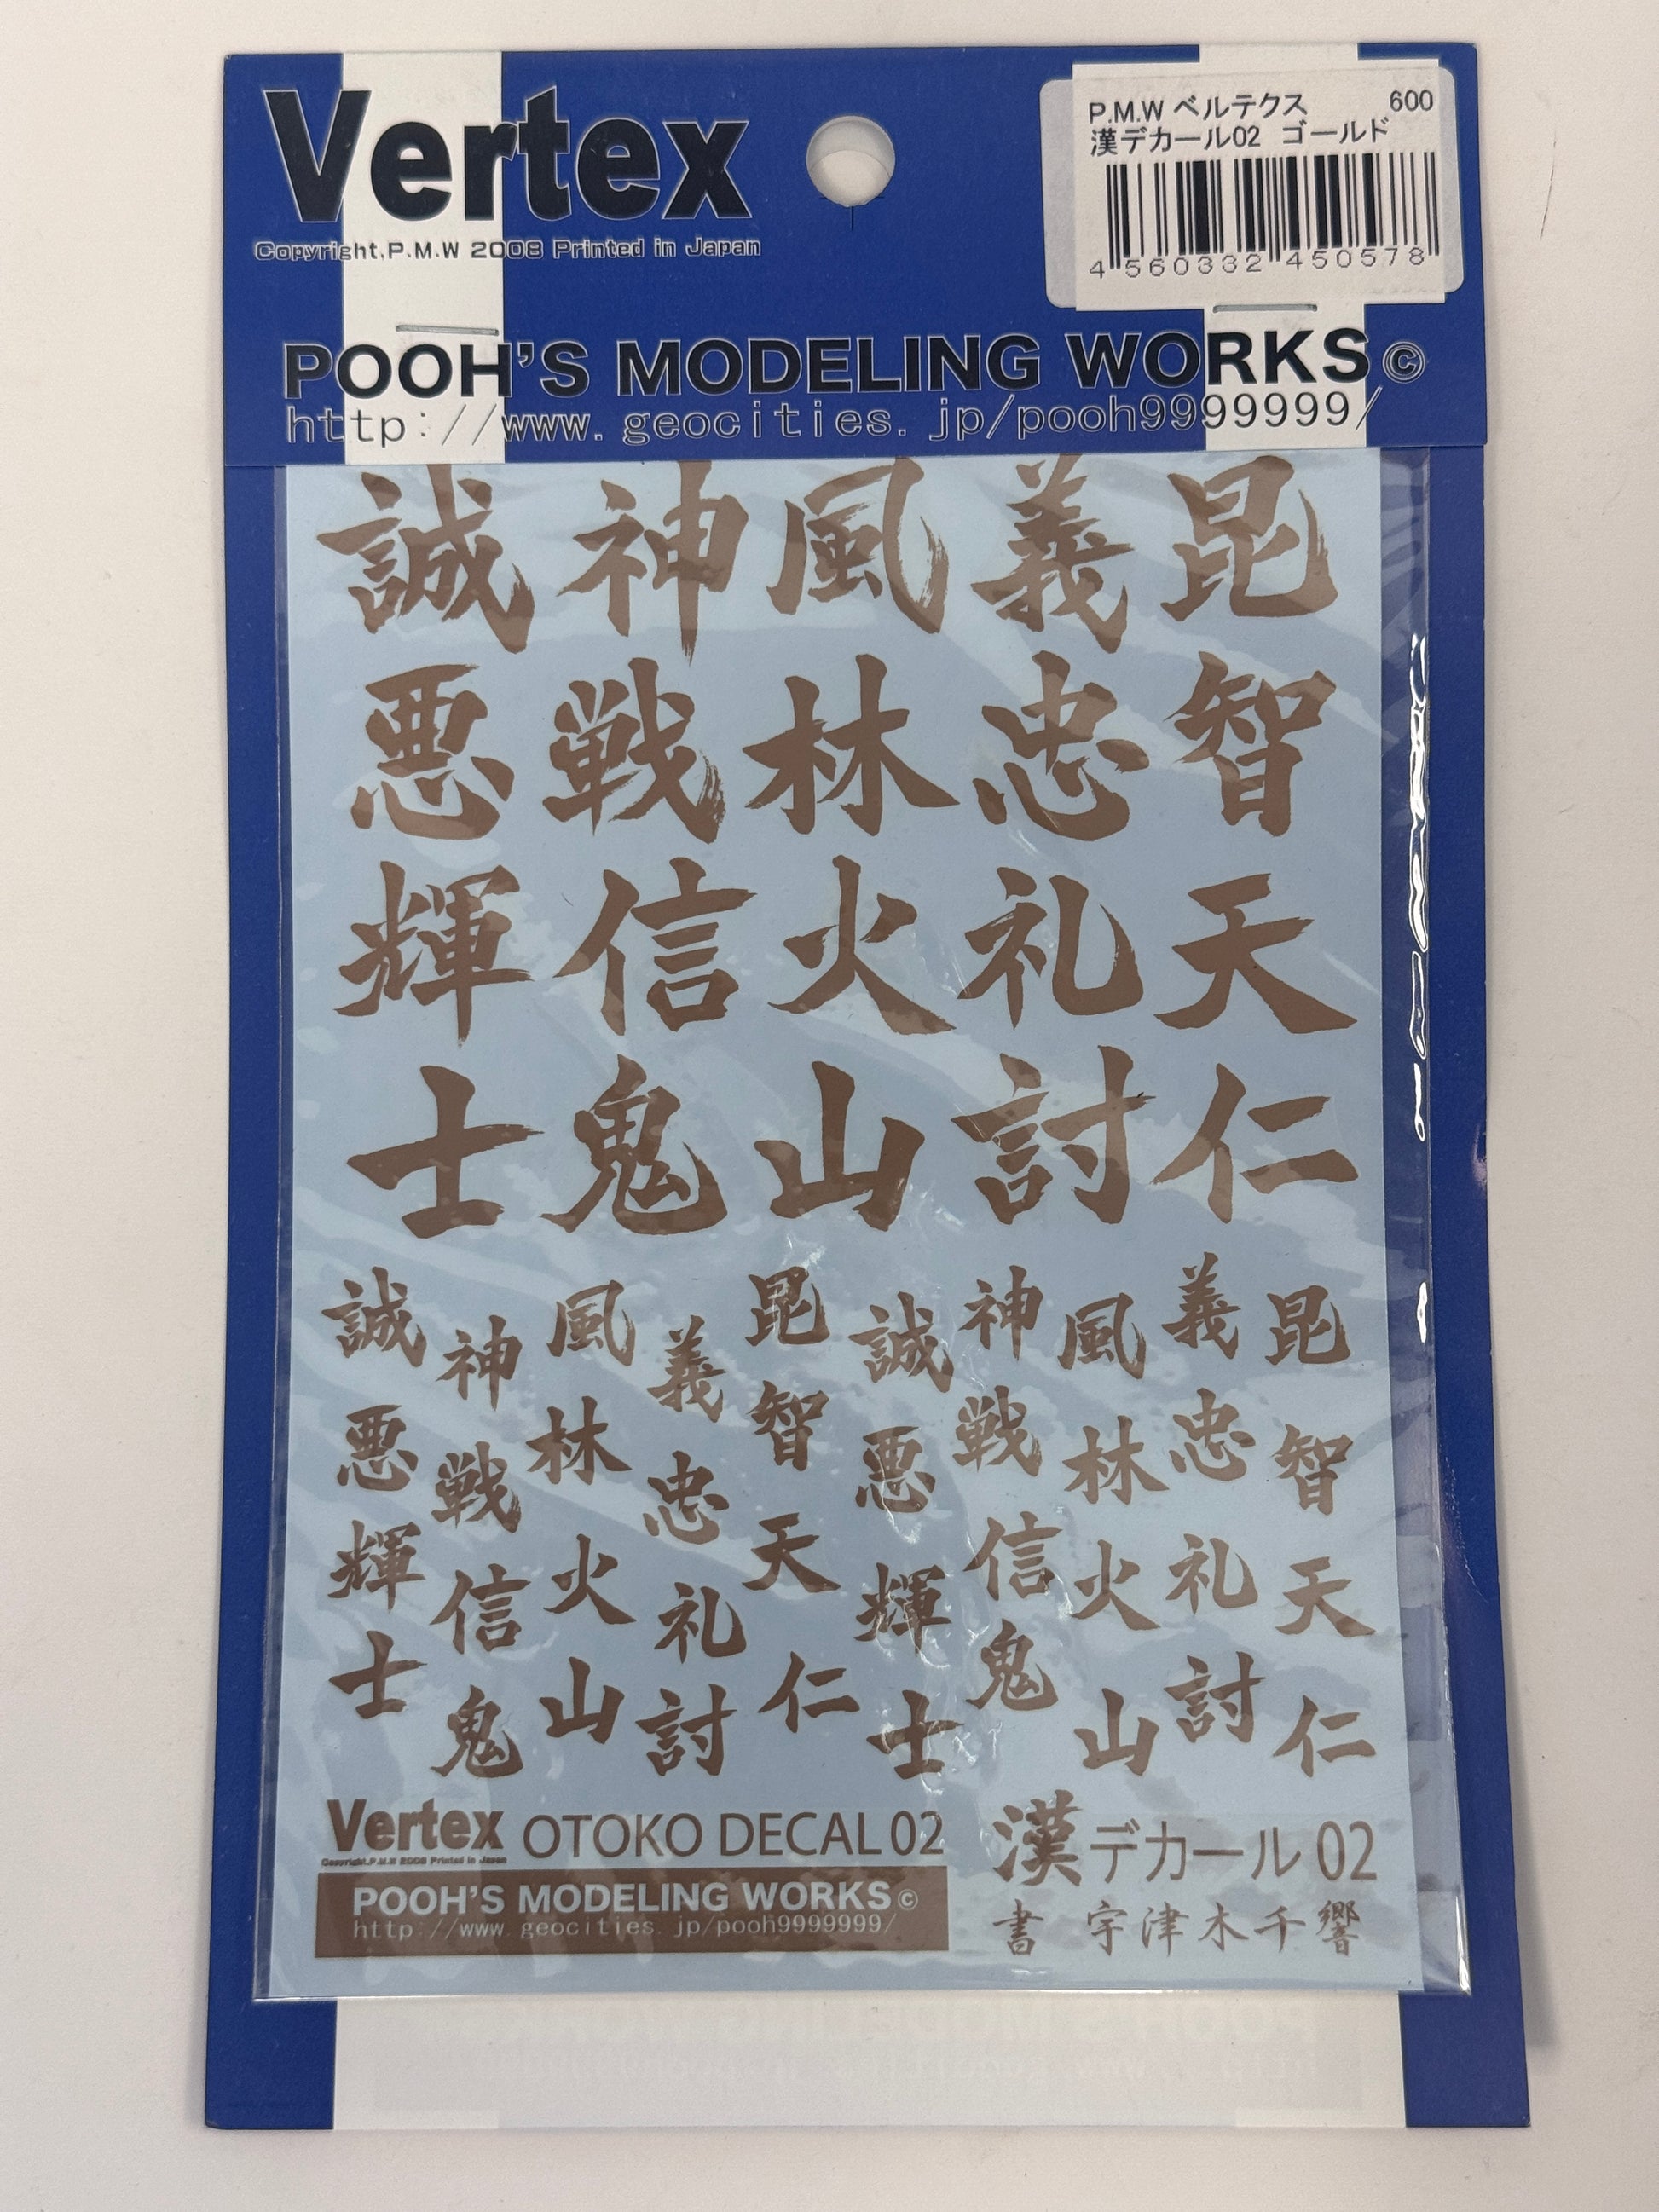 Vertex
Copyright.P.M.W 2008 Printed in Japan
P.M.W ベルテクス 600
漢デカール02 ゴールド
4 560332 450578
POOH'S MODELING WORKS©
http://www.geocities.jp/pooh9999999/
誠 神 風 義 昆
悪 戦 林 忠 智
輝 信 火 礼 天
士 鬼 山 討 仁
誠 神 風 義 昆 誠 神 風 義 昆
悪 戦 林 忠 智 悪 戦 林 忠 智
輝 信 火 礼 天 輝 信 火 礼 天
士 鬼 山 討 仁 士 鬼 山 討 仁
Vertex OTOKO DECAL 02
Copyright.P.M.W 2008 Printed in Japan
POOH'S MODELING WORKS©
http://www.geocities.jp/pooh9999999/
漢デカール 02
書 宇津木千響